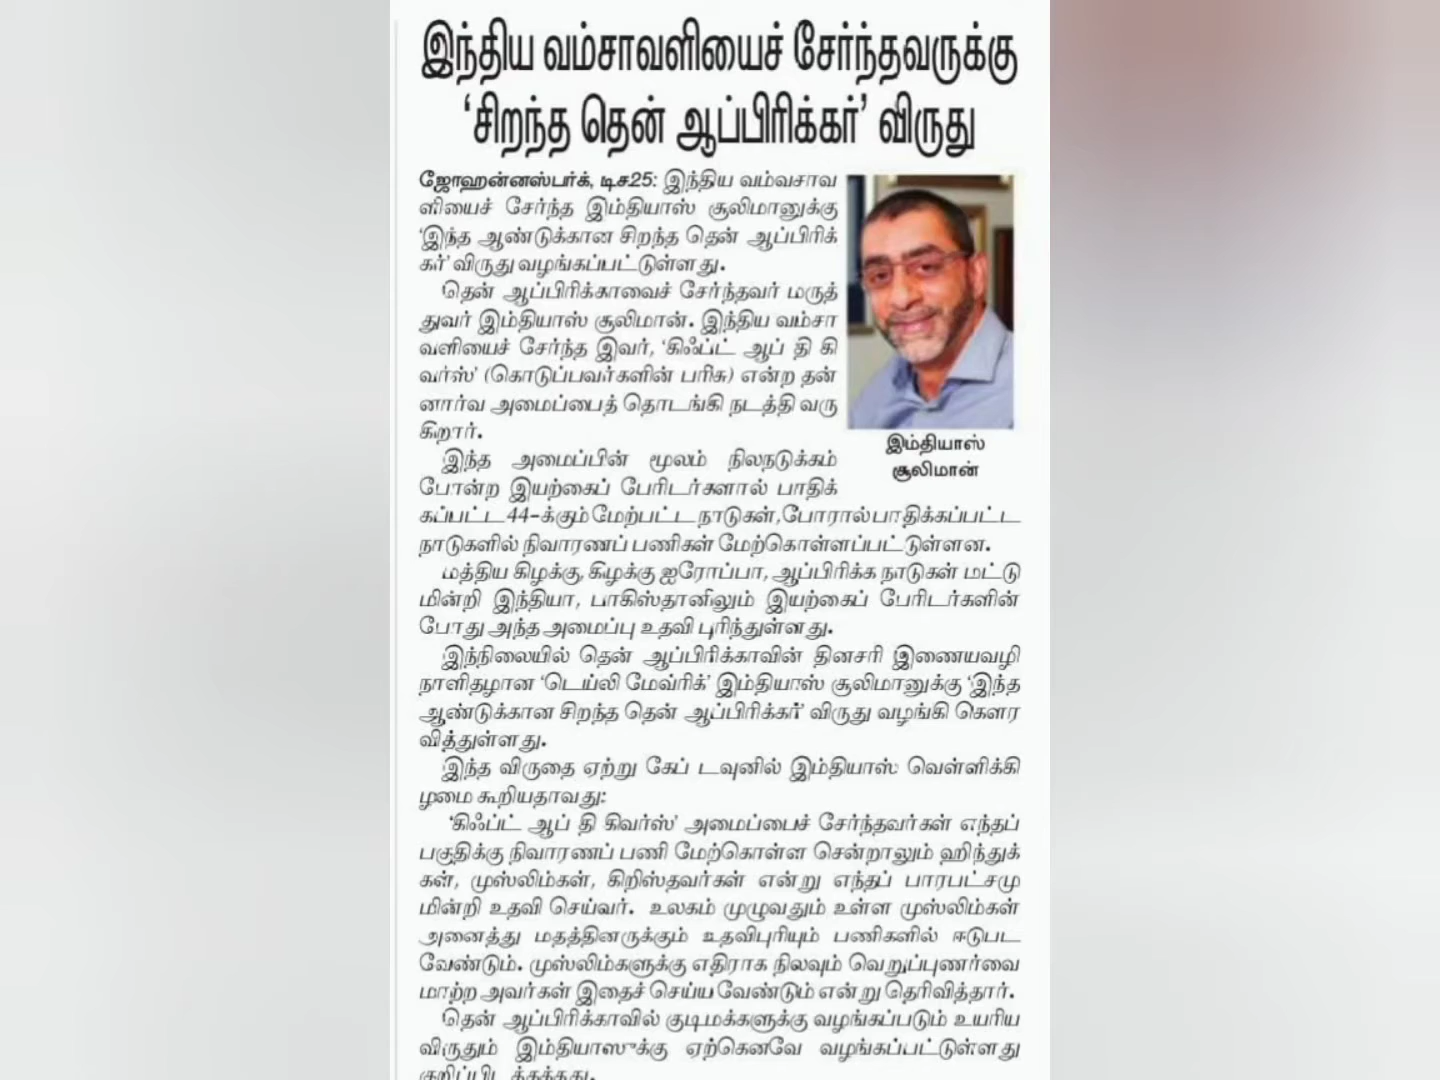 இந்திய வம்சாவளியைச் சேர்ந்தவருக்கு
‘சிறந்த தென் ஆப்பிரிக்கர்’ விருது
ஜோஹன்னஸ்பர்க், டிச25: இந்திய வம்வசாவ
ளியைச் சேர்ந்த இம்தியாஸ் சூலிமானுக்கு
‘இந்த ஆண்டுக்கான சிறந்த தென் ஆப்பிரிக்
கர்’ விருது வழங்கப்பட்டுள்ளது.
தென் ஆப்பிரிக்காவைச் சேர்ந்தவர் மருத்
துவர் இம்தியாஸ் சூலிமான். இந்திய வம்சா
வளியைச் சேர்ந்த இவர், ‘கிஃப்ட் ஆப் தி கி
வர்ஸ்’ (கொடுப்பவர்களின் பரிசு) என்ற தன்
னார்வ அமைப்பைத் தொடங்கி நடத்தி வரு
கிறார்.
இம்தியாஸ்
சூலிமான்
இந்த அமைப்பின் மூலம் நிலநடுக்கம்
போன்ற இயற்கைப் பேரிடர்களால் பாதிக்
கப்பட்ட 44-க்கும் மேற்பட்ட நாடுகள், போரால் பாதிக்கப்பட்ட
நாடுகளில் நிவாரணப் பணிகள் மேற்கொள்ளப்பட்டுள்ளன.
மத்திய கிழக்கு, கிழக்கு ஐரோப்பா, ஆப்பிரிக்க நாடுகள் மட்டு
மின்றி இந்தியா, பாகிஸ்தானிலும் இயற்கைப் பேரிடர்களின்
போது அந்த அமைப்பு உதவி புரிந்துள்ளது.
இந்நிலையில் தென் ஆப்பிரிக்காவின் தினசரி இணையவழி
நாளிதழான ‘டெய்லி மேவ்ரிக்’ இம்தியாஸ் சூலிமானுக்கு ‘இந்த
ஆண்டுக்கான சிறந்த தென் ஆப்பிரிக்கர்’ விருது வழங்கி கௌர
வித்துள்ளது.
இந்த விருதை ஏற்று கேப் டவுனில் இம்தியாஸ் வெள்ளிக்கி
ழமை கூறியதாவது:
‘கிஃப்ட் ஆப் தி கிவர்ஸ்’ அமைப்பைச் சேர்ந்தவர்கள் எந்தப்
பகுதிக்கு நிவாரணப் பணி மேற்கொள்ள சென்றாலும் ஹிந்துக்
கள், முஸ்லிம்கள், கிறிஸ்தவர்கள் என்று எந்தப் பாரபட்சமு
மின்றி உதவி செய்வர். உலகம் முழுவதும் உள்ள முஸ்லிம்கள்
அனைத்து மதத்தினருக்கும் உதவிபுரியும் பணிகளில் ஈடுபட
வேண்டும். முஸ்லிம்களுக்கு எதிராக நிலவும் வெறுப்புணர்வை
மாற்ற அவர்கள் இதைச் செய்ய வேண்டும் என்று தெரிவித்தார்.
தென் ஆப்பிரிக்காவில் குடிமக்களுக்கு வழங்கப்படும் உயரிய
விருதும் இம்தியாஸுக்கு ஏற்கெனவே வழங்கப்பட்டுள்ளது
குறிப்பிடத்தக்கது.